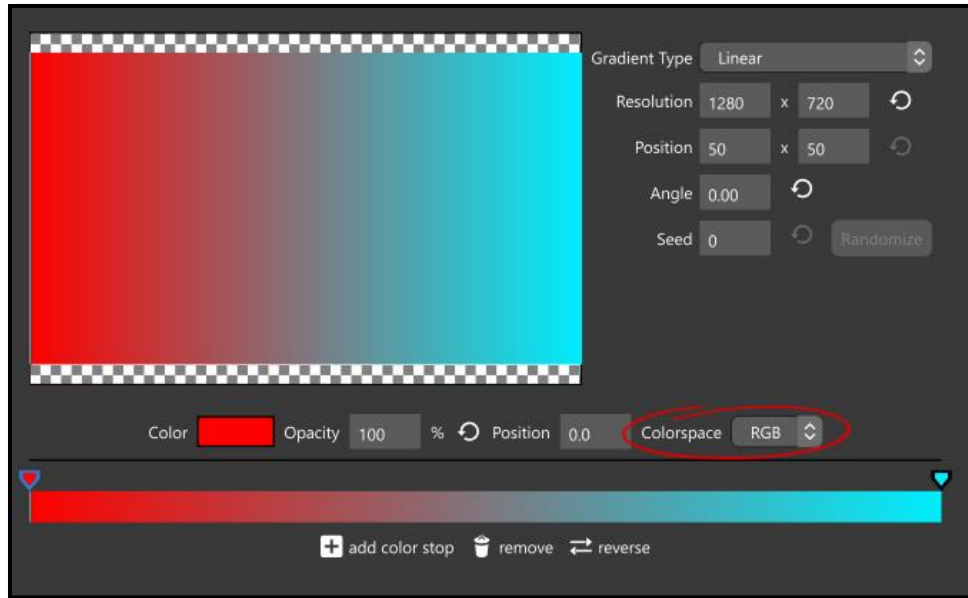 Gradient Type Linear
Resolution 1280 x 720
Position 50 x 50
Angle 0.00
Seed 0 Randomize
Color Opacity 100 % Position 0.0 Colorspace RGB
add color stop remove reverse